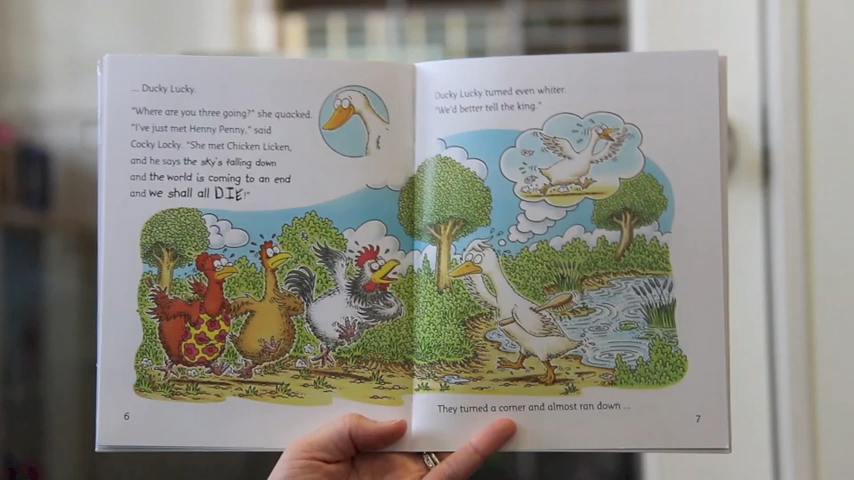 ... Ducky Lucky.
"Where are you three going?" she quacked.
"I've just met Henny Penny," said
Cocky Locky. "She met Chicken Licken,
and he says the sky's falling down
and the world is coming to an end
and we shall all DIE!"
6
Ducky Lucky turned even whiter.
"We'd better tell the king."
They turned a corner and almost ran down ...
7